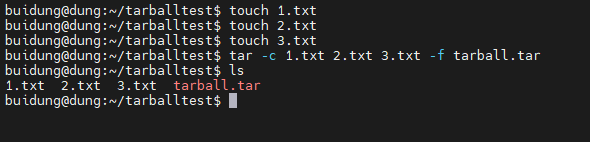 buidung@dung:~/tarballtest$ touch 1.txt
buidung@dung:~/tarballtest$ touch 2.txt
buidung@dung:~/tarballtest$ touch 3.txt
buidung@dung:~/tarballtest$ tar -c 1.txt 2.txt 3.txt -f tarball.tar
buidung@dung:~/tarballtest$ ls
1.txt  2.txt  3.txt  tarball.tar
buidung@dung:~/tarballtest$